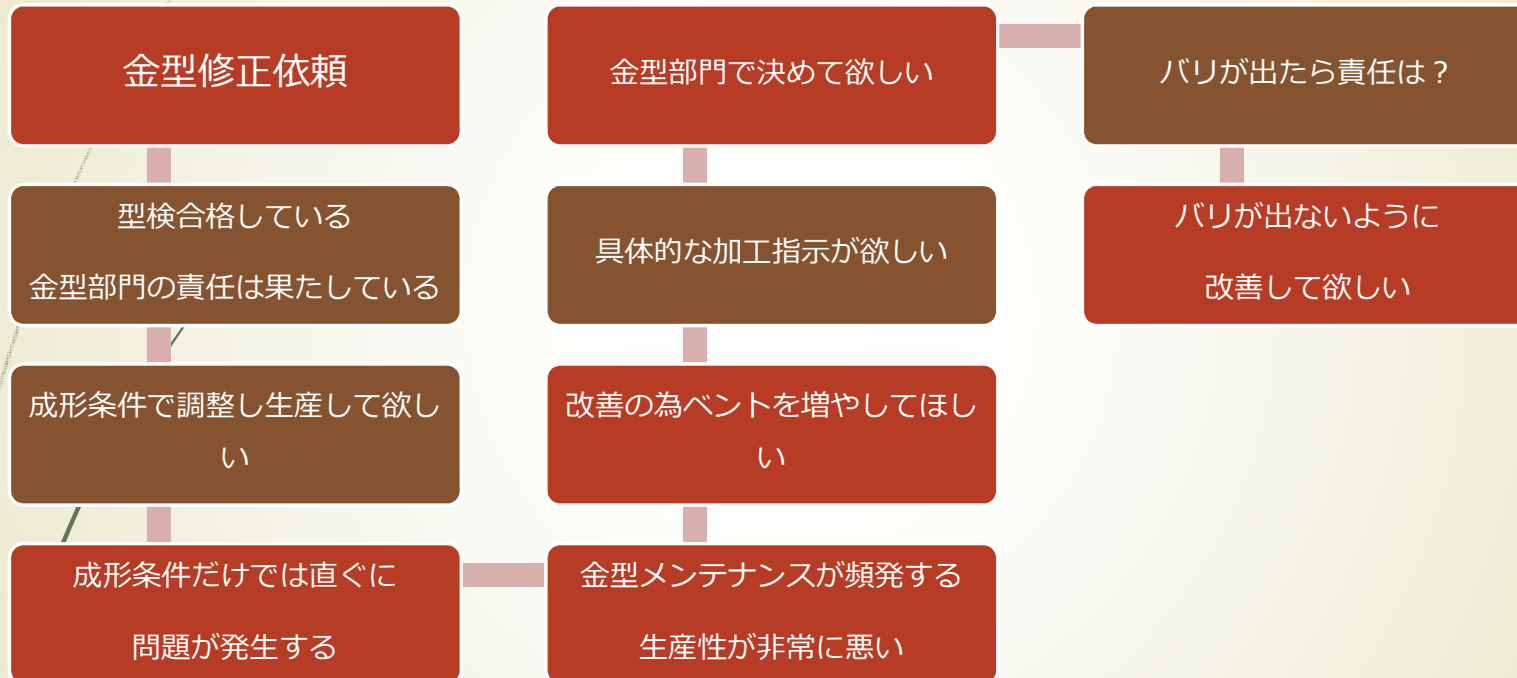 金型修正依頼
型検合格している
金型部門の責任は果たしている
成形条件で調整し生産して欲し
い
成形条件だけでは直ぐに
問題が発生する
金型メンテナンスが頻発する
生産性が非常に悪い
改善の為ベントを増やしてほし
い
具体的な加工指示が欲しい
金型部門で決めて欲しい
バリが出たら責任は？
バリが出ないように
改善して欲しい